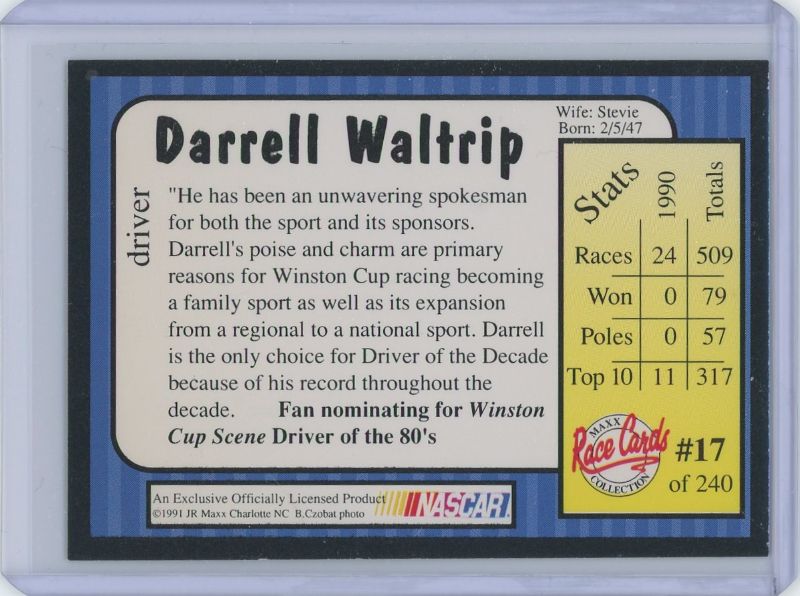 Darrell Waltrip
Wife: Stevie
Born: 2/5/47
driver
"He has been an unwavering spokesman
for both the sport and its sponsors.
Darrell's poise and charm are primary
reasons for Winston Cup racing becoming
a family sport as well as its expansion
from a regional to a national sport. Darrell
is the only choice for Driver of the Decade
because of his record throughout the
decade. Fan nominating for Winston
Cup Scene Driver of the 80's
Stats 1990 Totals
Races 24 509
Won 0 79
Poles 0 57
Top 10 11 317
MAXX
Race Cards
COLLECTION
#17
of 240
An Exclusive Officially Licensed Product
©1991 JR Maxx Charlotte NC B.Czobat photo
NASCAR